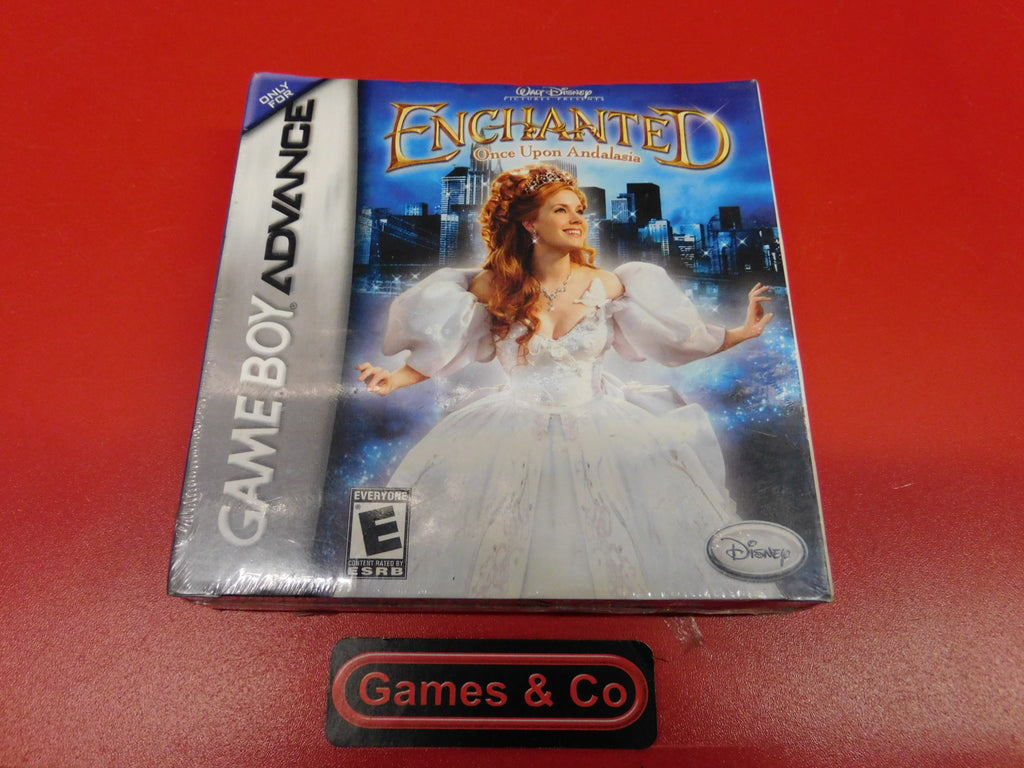 ONLY
FOR
GAME BOY ADVANCE
WALT DISNEY
PICTURES PRESENTS
ENCHANTED
Once Upon Andalasia
EVERYONE
E
CONTENT RATED BY
ESRB
DISNEY
Games & Co